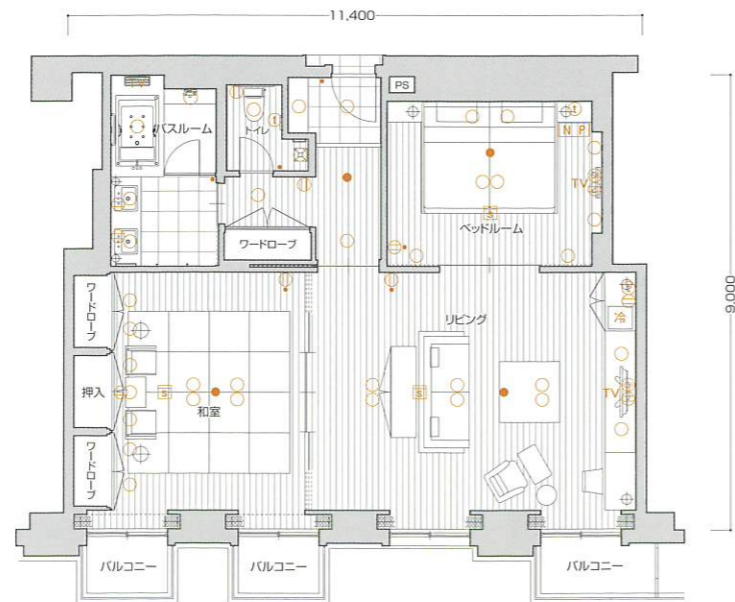 11,400
PS
バスルーム
トイレ
t
t
N P
TV
S
ベッドルーム
ワードローブ
9,000
ワードローブ
リビング
冷
押入
S
和室
S
TV
ワードローブ
バルコニー
バルコニー
バルコニー